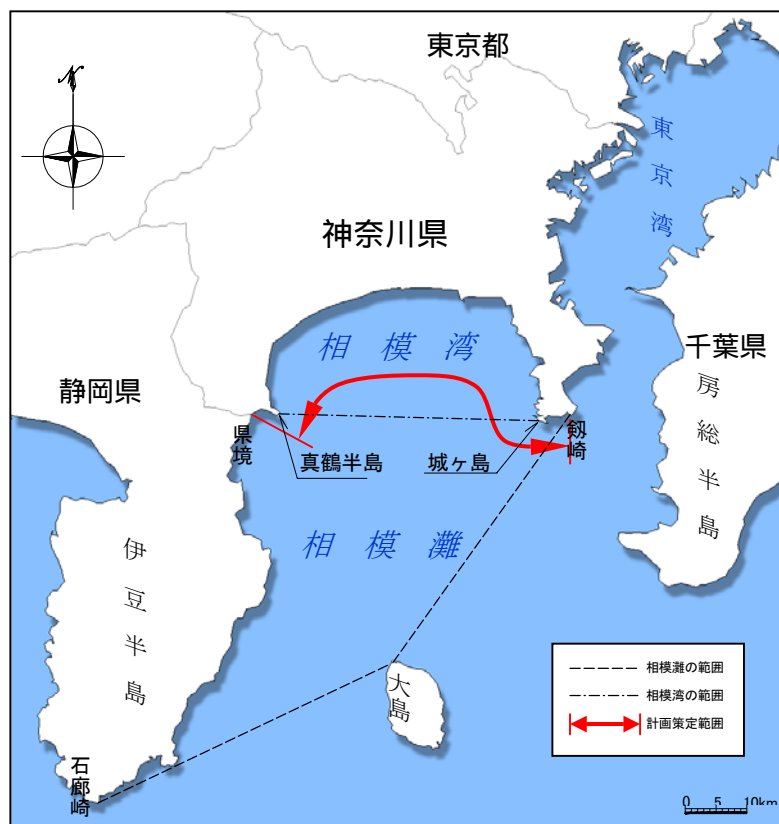 N
東京都
東京湾
神奈川県
相模湾
千葉県
静岡県
房総半島
県境
剱崎
真鶴半島
城ヶ島
相模灘
伊豆半島
大島
石廊崎
相模灘の範囲
相模湾の範囲
計画策定範囲
0 5 10km